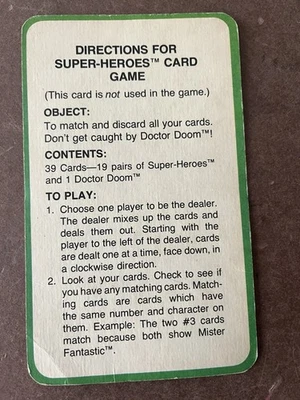 DIRECTIONS FOR
SUPER-HEROES™ CARD
GAME
(This card is not used in the game.)
OBJECT:
To match and discard all your cards.
Don't get caught by Doctor Doom™!
CONTENTS:
39 Cards—19 pairs of Super-Heroes™
and 1 Doctor Doom™
TO PLAY:
1. Choose one player to be the dealer.
The dealer mixes up the cards and
deals them out. Starting with the
player to the left of the dealer, cards
are dealt one at a time, face down, in
a clockwise direction.
2. Look at your cards. Check to see if
you have any matching cards. Match-
ing cards are cards which have
the same number and character on
them. Example: The two #3 cards
match because both show Mister
Fantastic™.